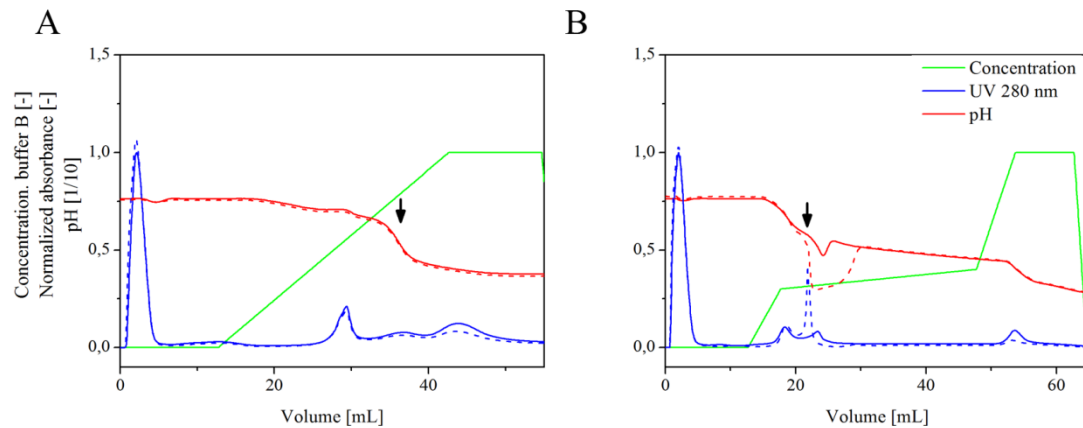 A
B
Concentration. buffer B [-]
Normalized absorbance [-]
pH [1/10]
1,5
1,0
0,5
0,0
0
20
40
Volume [mL]
1,5
1,0
0,5
0,0
0
20
40
60
Volume [mL]
Concentration
UV 280 nm
pH